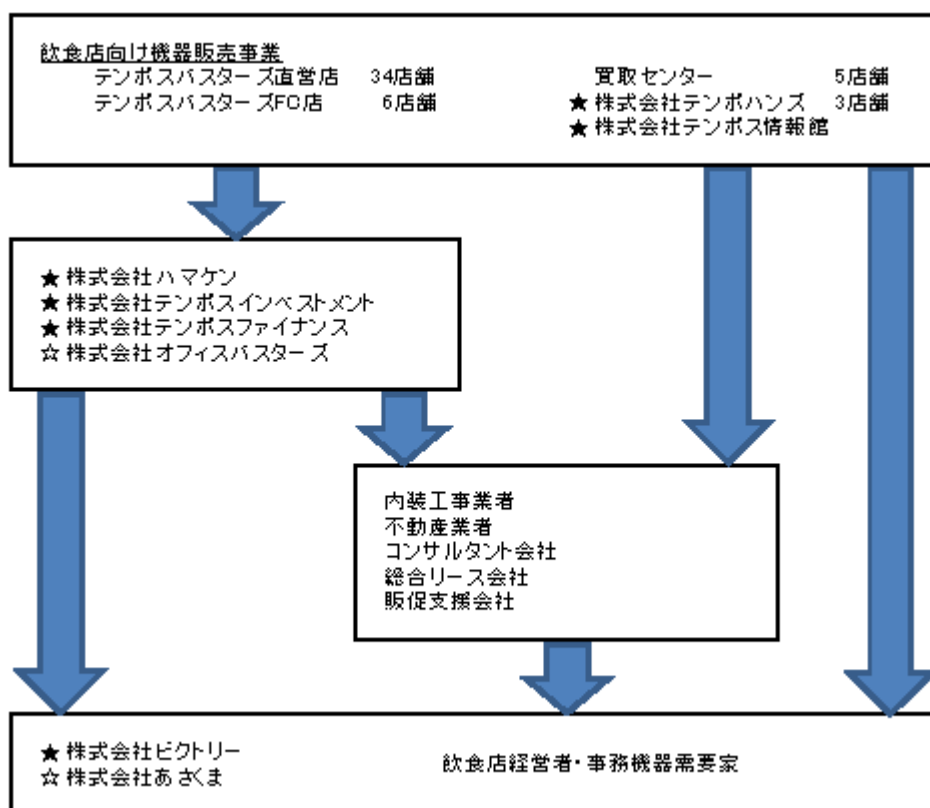 飲食店向け機器販売事業
テンポスバスターズ直営店 34店舗
テンポスバスターズFC店 6店舗
買取センター 5店舗
★株式会社テンポハンズ 3店舗
★株式会社テンポス情報館
★株式会社ハマケン
★株式会社テンポスインベストメント
★株式会社テンポスファイナンス
☆株式会社オフィスバスターズ
内装工事業者
不動産業者
コンサルタント会社
総合リース会社
販促支援会社
★株式会社ビクトリー
☆株式会社あさくま
飲食店経営者・事務機器需要家